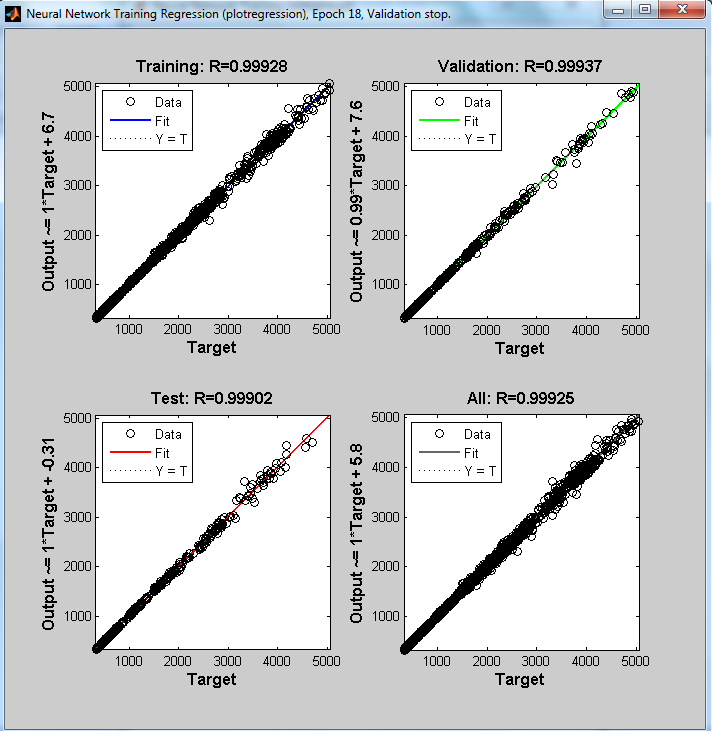 Neural Network Training Regression (plotregression), Epoch 18, Validation stop.
Training: R=0.99928
Output ~= 1*Target + 6.7
Data
Fit
Y = T
5000
4000
3000
2000
1000
1000 2000 3000 4000 5000
Target
Validation: R=0.99937
Output ~= 0.99*Target + 7.6
Data
Fit
Y = T
5000
4000
3000
2000
1000
1000 2000 3000 4000 5000
Target
Test: R=0.99902
Output ~= 1*Target + -0.31
Data
Fit
Y = T
5000
4000
3000
2000
1000
1000 2000 3000 4000 5000
Target
All: R=0.99925
Output ~= 1*Target + 5.8
Data
Fit
Y = T
5000
4000
3000
2000
1000
1000 2000 3000 4000 5000
Target